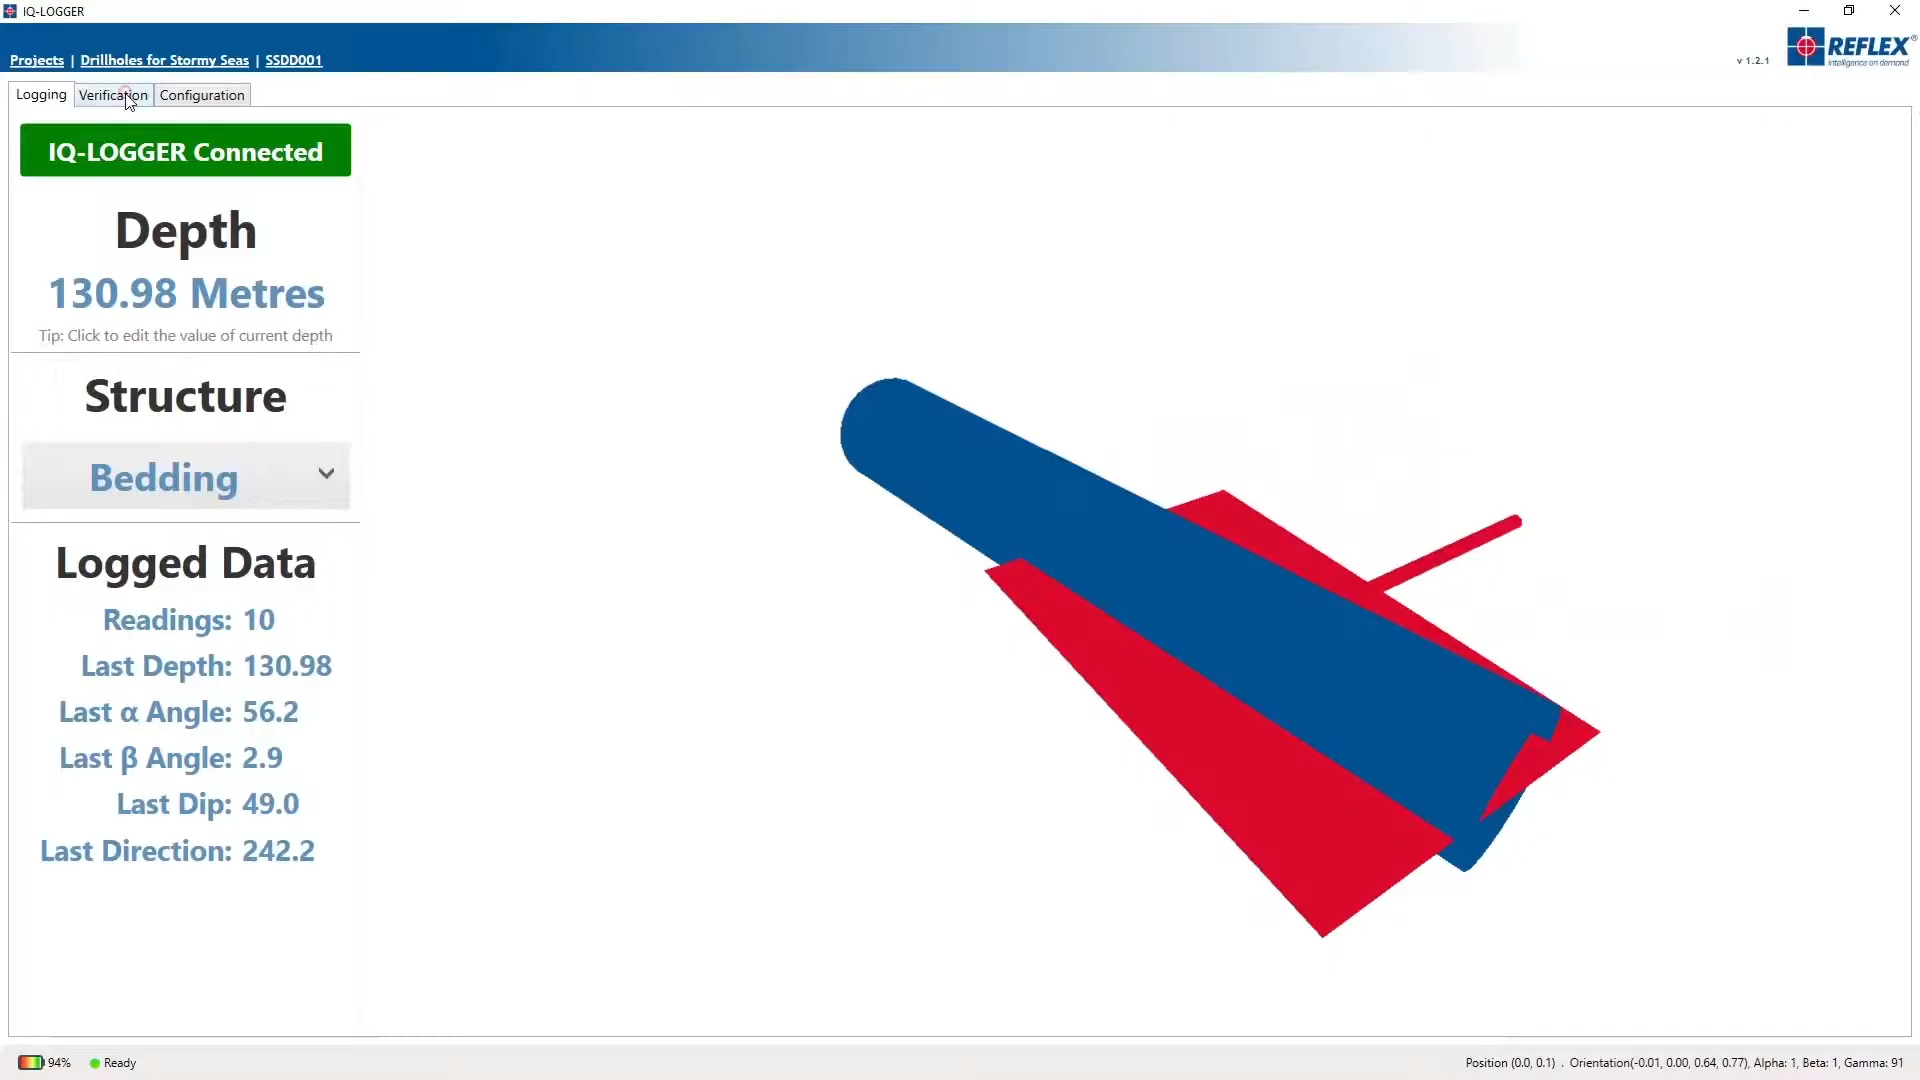 IQ-LOGGER
Projects | Drillholes for Stormy Seas | SSDD001
v 1.2.1
REFLEX®
intelligence on demand
Logging Verification Configuration
IQ-LOGGER Connected
Depth
130.98 Metres
Tip: Click to edit the value of current depth
Structure
Bedding
Logged Data
Readings: 10
Last Depth: 130.98
Last α Angle: 56.2
Last β Angle: 2.9
Last Dip: 49.0
Last Direction: 242.2
94% Ready
Position (0.0, 0.1) . Orientation(-0.01, 0.00, 0.64, 0.77), Alpha: 1, Beta: 1, Gamma: 91